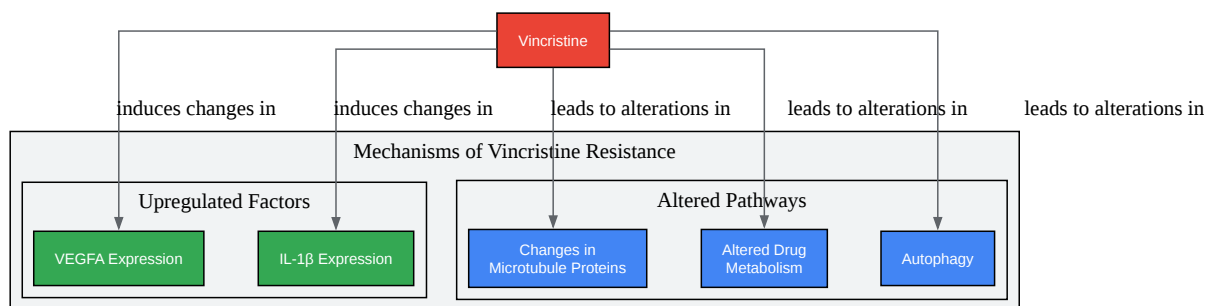 Vincristine
induces changes in
induces changes in
leads to alterations in
leads to alterations in
leads to alterations in
Mechanisms of Vincristine Resistance
Upregulated Factors
Altered Pathways
VEGFA Expression
IL-1β Expression
Changes in
Microtubule Proteins
Altered Drug
Metabolism
Autophagy